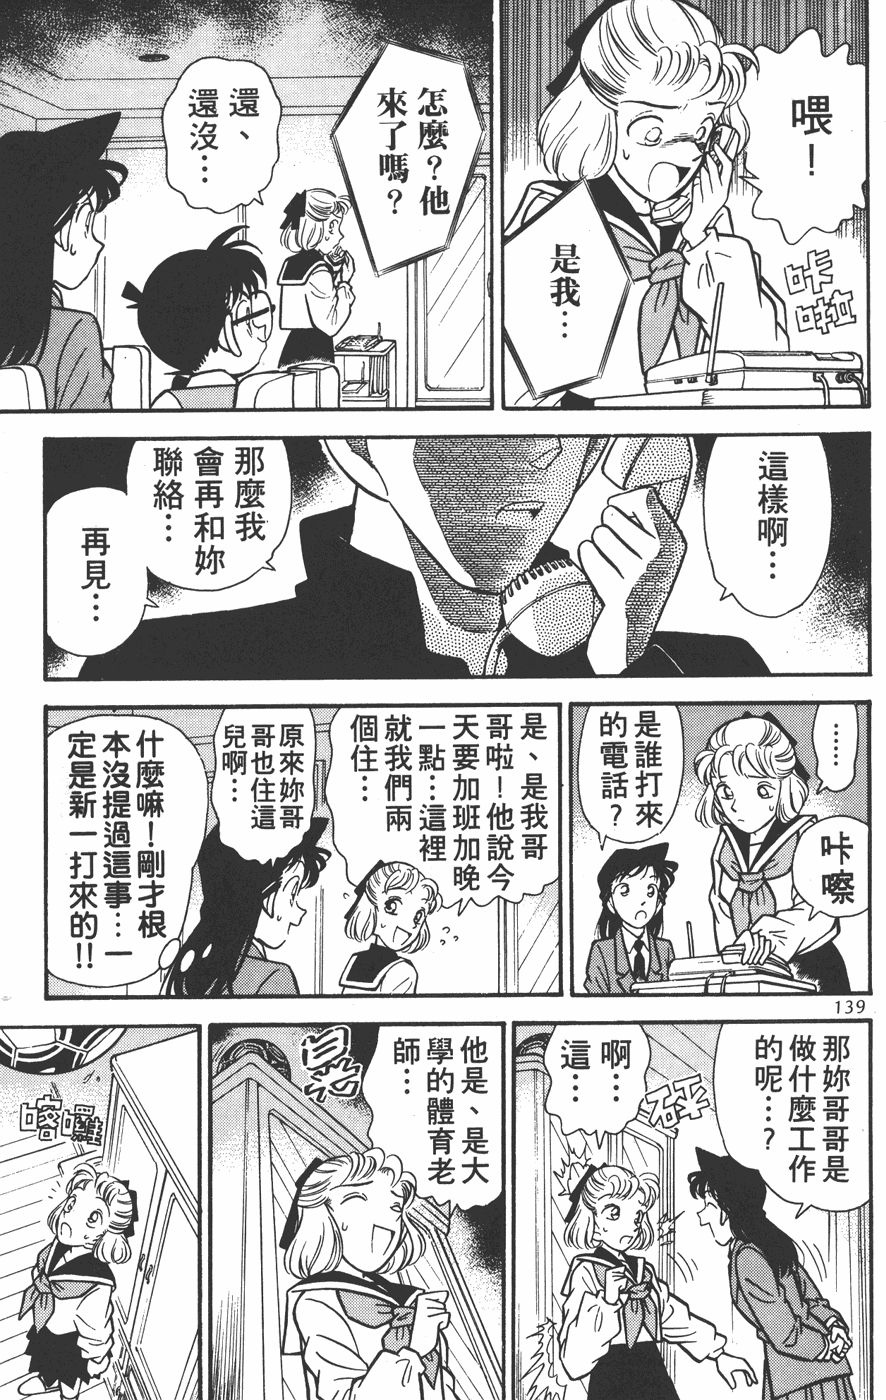 喂！
是我…
咔
啦
怎麼？他
來了嗎？
還、
還沒…
這樣啊…
那麼我
會再和妳
聯絡…
再見…
……
咔嚓
是誰打來
的電話？
是、是我哥
哥啦！他說今
天要加班加晚
一點…這裡
就我們兩
個住…
原來妳哥
哥也住這
兒啊…
什麼嘛！剛才根
本沒提過這事…一
定是新一打來的!!
139
那妳哥哥是
做什麼工作
的呢…？
啊…
這…
砰
他是、是大
學的體育老
師…
晃
喀囉